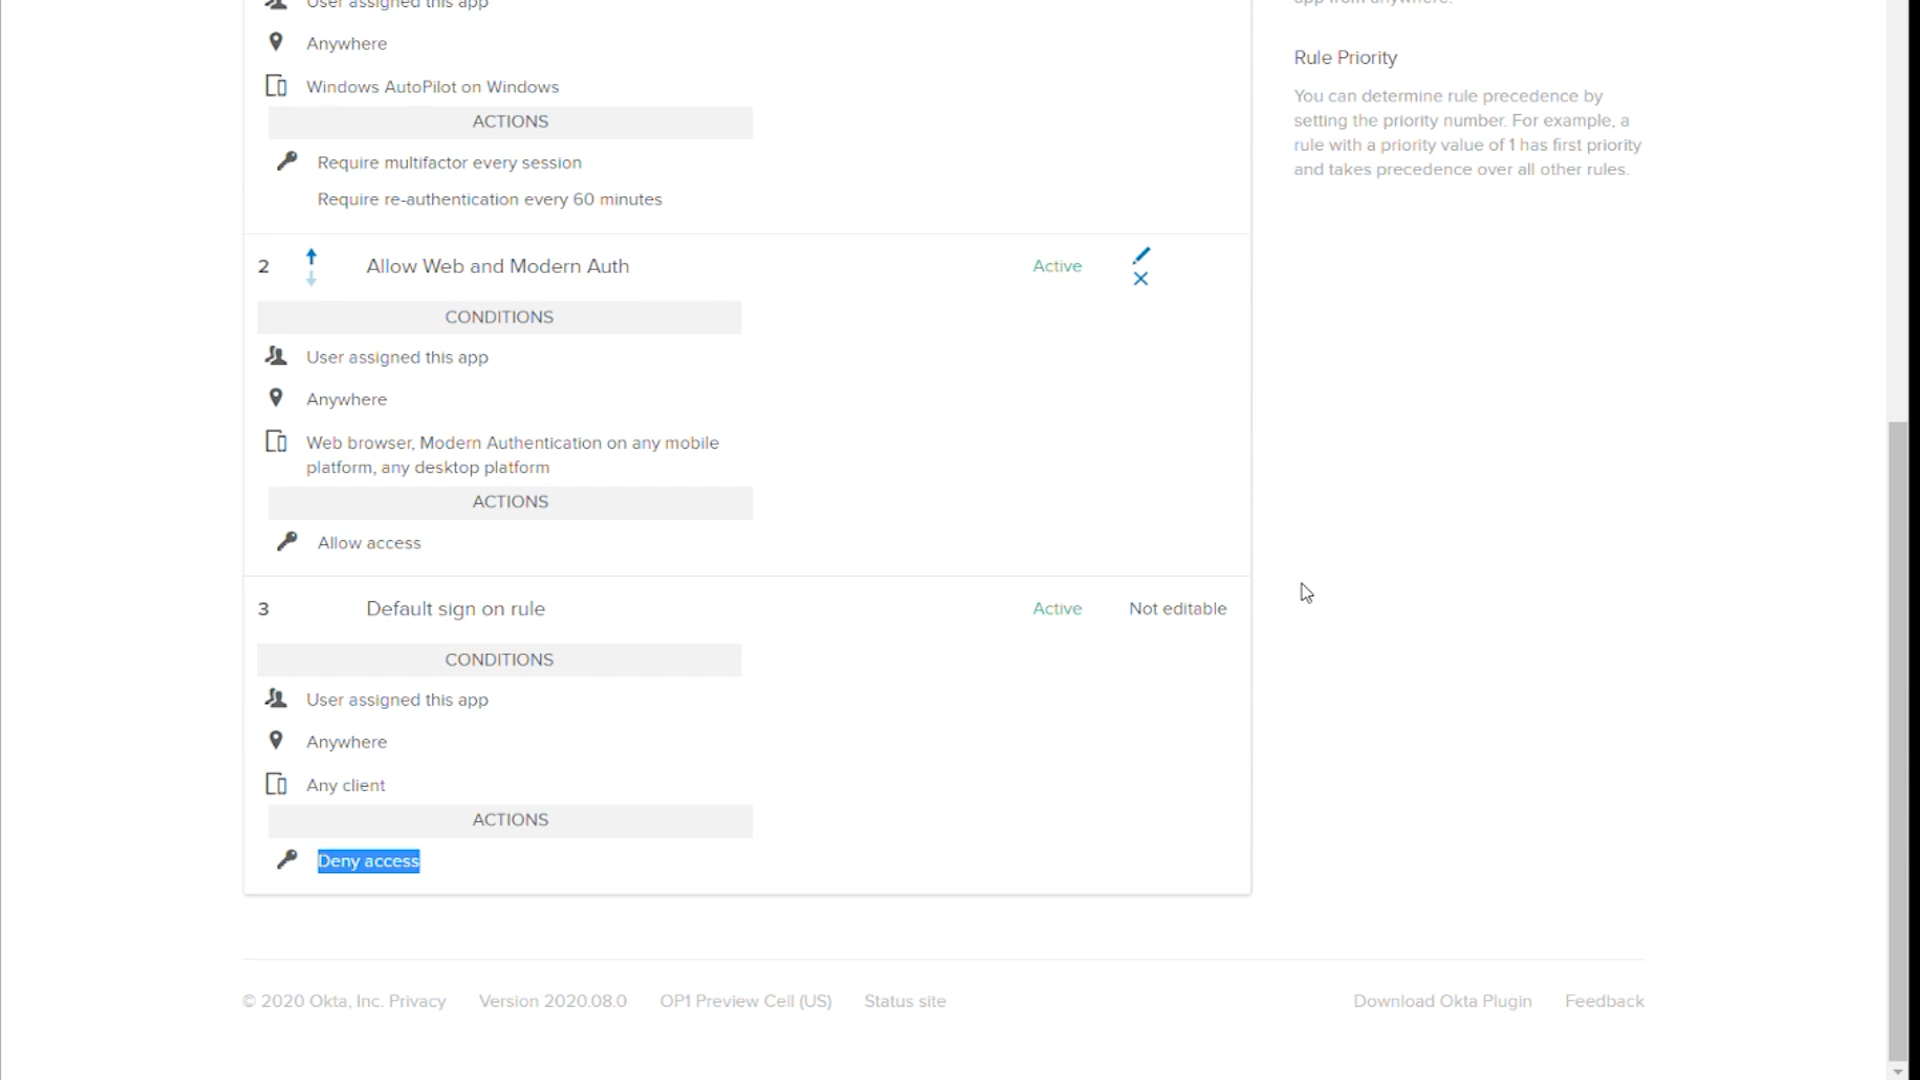 User assigned this app
Anywhere
Windows AutoPilot on Windows
ACTIONS
Require multifactor every session
Require re-authentication every 60 minutes
2 Allow Web and Modern Auth Active
CONDITIONS
User assigned this app
Anywhere
Web browser, Modern Authentication on any mobile
platform, any desktop platform
ACTIONS
Allow access
3 Default sign on rule Active Not editable
CONDITIONS
User assigned this app
Anywhere
Any client
ACTIONS
Deny access
app from anywhere.
Rule Priority
You can determine rule precedence by
setting the priority number. For example, a
rule with a priority value of 1 has first priority
and takes precedence over all other rules.
© 2020 Okta, Inc. Privacy Version 2020.08.0 OP1 Preview Cell (US) Status site Download Okta Plugin Feedback